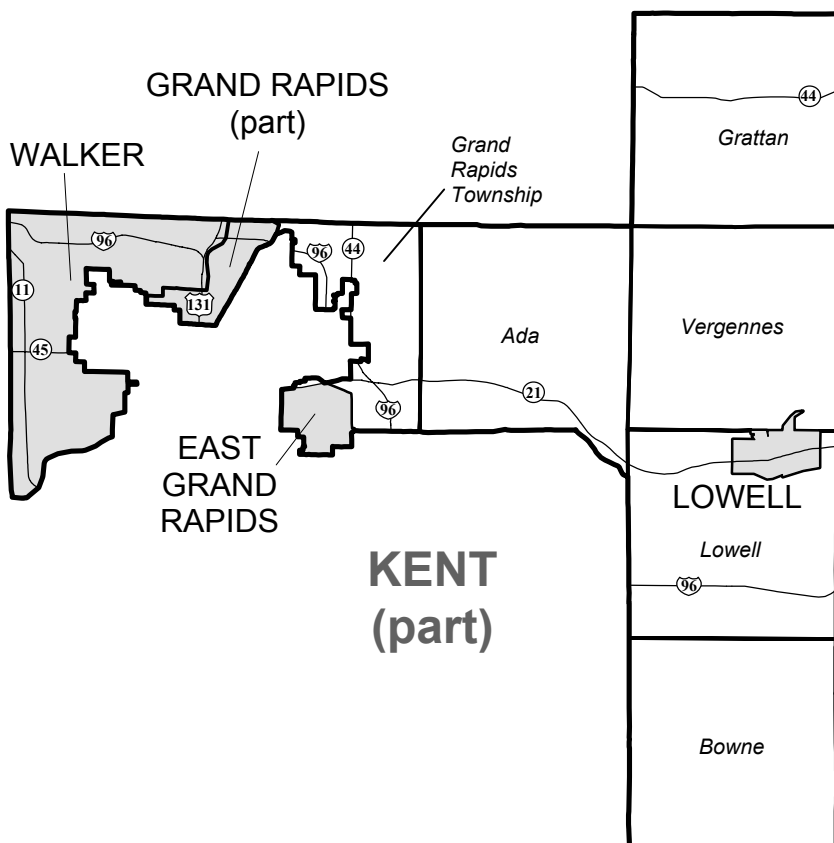 GRAND RAPIDS
(part)
44
WALKER
Grand
Rapids
Township
Grattan
96
96
44
11
131
Ada
Vergennes
45
21
96
EAST
GRAND
RAPIDS
LOWELL
KENT
(part)
Lowell
96
Bowne